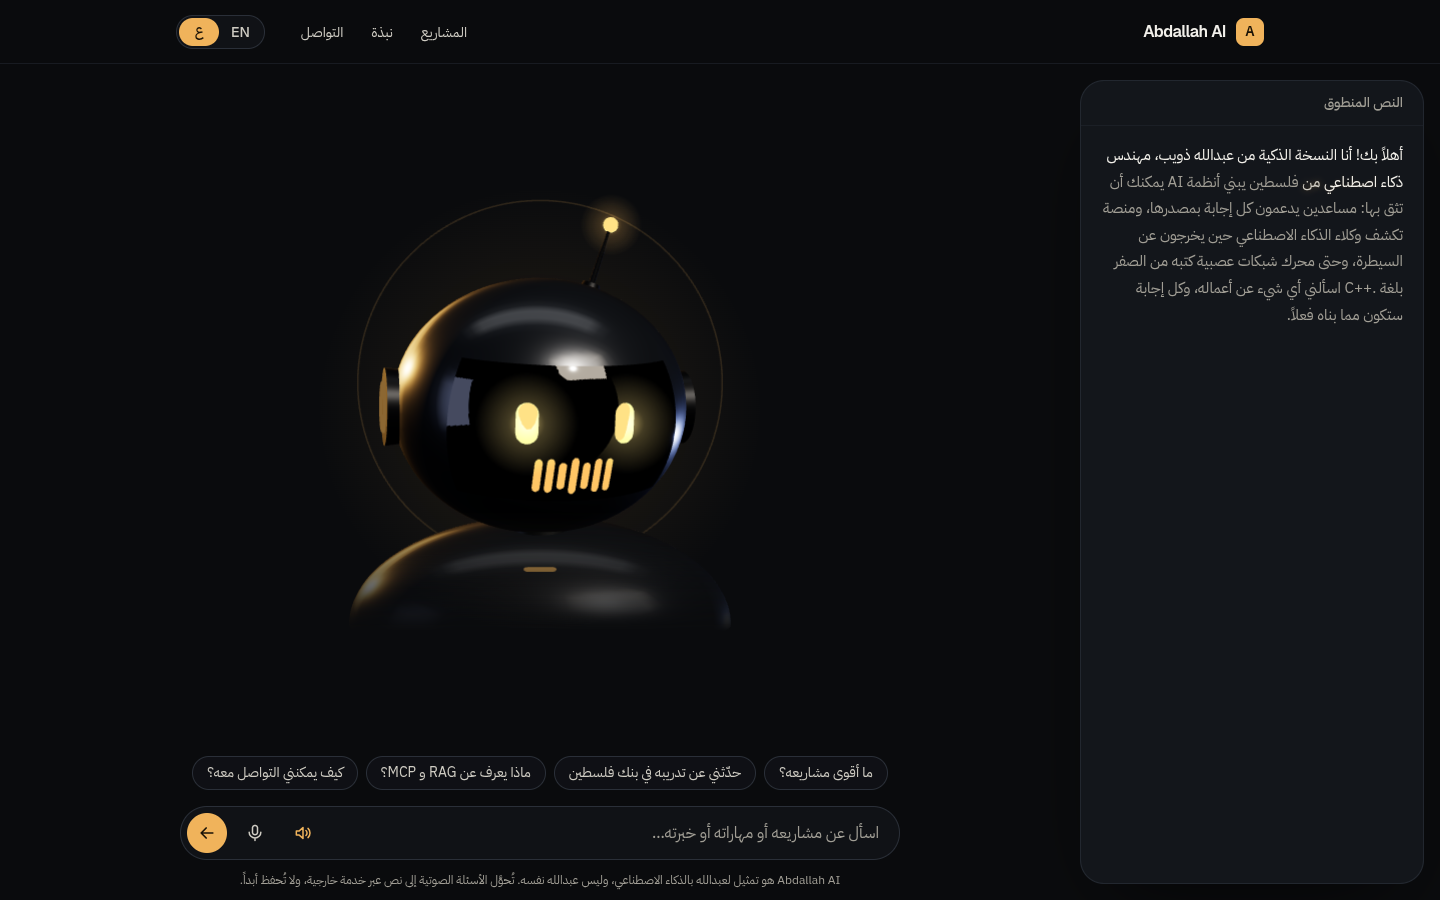 A
Abdallah AI
المشاريع
نبذة
التواصل
EN
ع
النص المنطوق
أهلاً بك! أنا النسخة الذكية من عبدالله ذويب، مهندس
ذكاء اصطناعي من فلسطين يبني أنظمة AI يمكنك أن
تثق بها: مساعدين يدعمون كل إجابة بمصدرها، ومنصة
تكشف وكلاء الذكاء الاصطناعي حين يخرجون عن
السيطرة، وحتى محرك شبكات عصبية كتبه من الصفر
بلغة C++. اسألني أي شيء عن أعماله، وكل إجابة
ستكون مما بناه فعلاً.
ما أقوى مشاريعه؟
حدّثني عن تدريبه في بنك فلسطين
ماذا يعرف عن RAG و MCP؟
كيف يمكنني التواصل معه؟
اسأل عن مشاريعه أو مهاراته أو خبرته...
Abdallah AI هو تمثيل لعبدالله بالذكاء الاصطناعي، وليس عبدالله نفسه. تُحوَّل الأسئلة الصوتية إلى نص عبر خدمة خارجية، ولا تُحفظ أبداً.